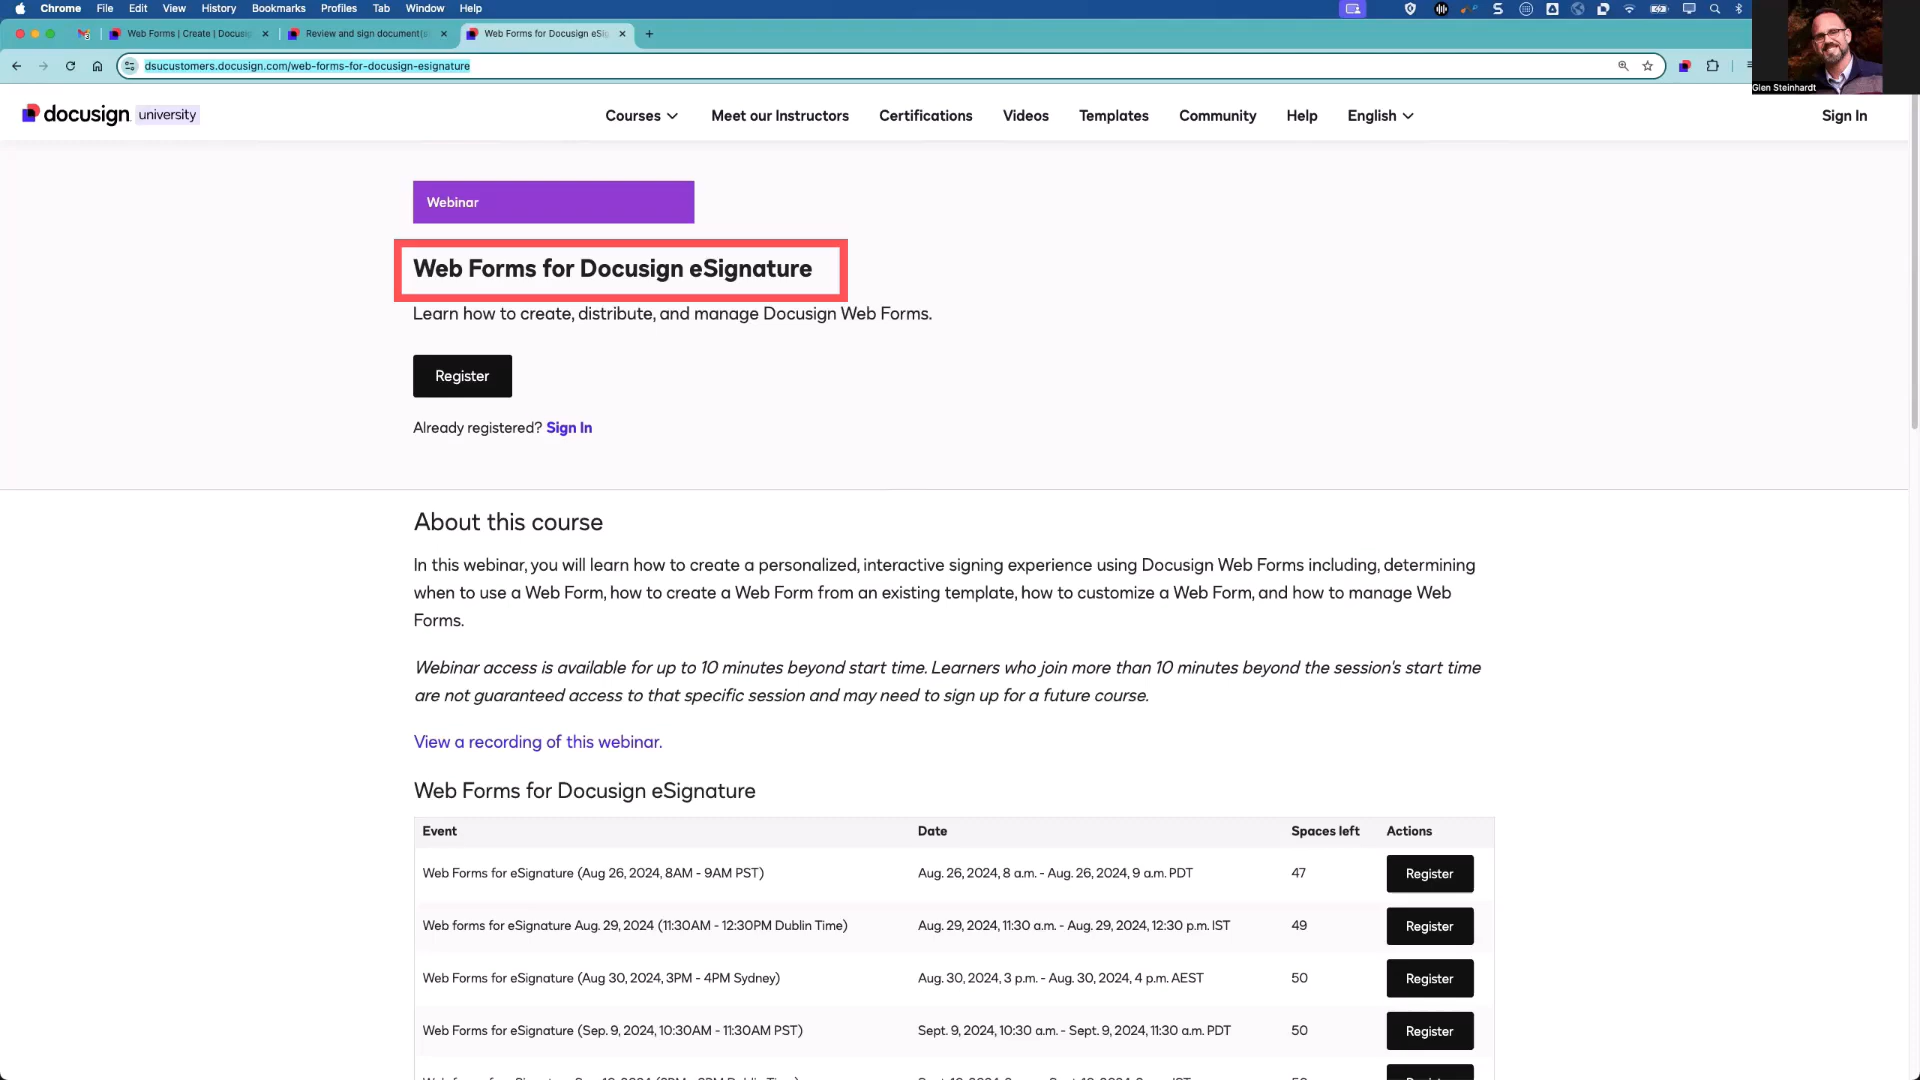 Chrome File Edit View History Bookmarks Profiles Tab Window Help
Web Forms | Create | Docusig
Review and sign document(s
Web Forms for Docusign eSig
dsucustomers.docusign.com/web-forms-for-docusign-esignature
Glen Steinhardt
docusign university
Courses Meet our Instructors Certifications Videos Templates Community Help English Sign In
Webinar
Web Forms for Docusign eSignature
Learn how to create, distribute, and manage Docusign Web Forms.
Register
Already registered? Sign In
About this course
In this webinar, you will learn how to create a personalized, interactive signing experience using Docusign Web Forms including, determining
when to use a Web Form, how to create a Web Form from an existing template, how to customize a Web Form, and how to manage Web
Forms.
Webinar access is available for up to 10 minutes beyond start time. Learners who join more than 10 minutes beyond the session's start time
are not guaranteed access to that specific session and may need to sign up for a future course.
View a recording of this webinar.
Web Forms for Docusign eSignature
Event Date Spaces left Actions
Web Forms for eSignature (Aug 26, 2024, 8AM - 9AM PST) Aug. 26, 2024, 8 a.m. - Aug. 26, 2024, 9 a.m. PDT 47 Register
Web forms for eSignature Aug. 29, 2024 (11:30AM - 12:30PM Dublin Time) Aug. 29, 2024, 11:30 a.m. - Aug. 29, 2024, 12:30 p.m. IST 49 Register
Web Forms for eSignature (Aug 30, 2024, 3PM - 4PM Sydney) Aug. 30, 2024, 3 p.m. - Aug. 30, 2024, 4 p.m. AEST 50 Register
Web Forms for eSignature (Sep. 9, 2024, 10:30AM - 11:30AM PST) Sept. 9, 2024, 10:30 a.m. - Sept. 9, 2024, 11:30 a.m. PDT 50 Register